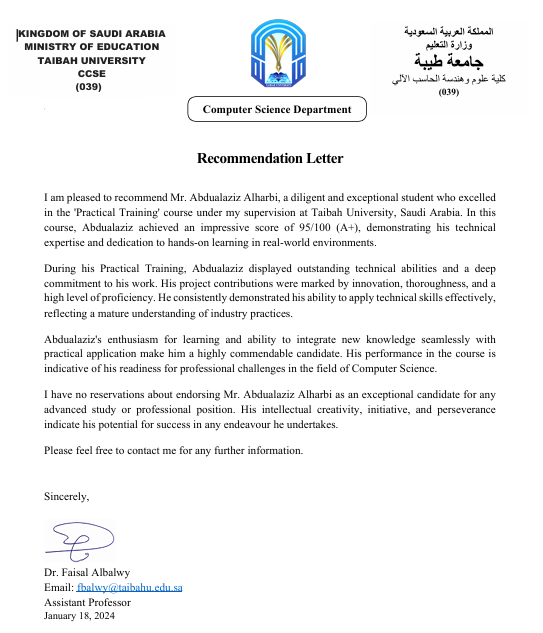 KINGDOM OF SAUDI ARABIA
MINISTRY OF EDUCATION
TAIBAH UNIVERSITY
CCSE
(039)
المملكة العربية السعودية
وزارة التعليم
جامعة طيبة
كلية علوم وهندسة الحاسب الآلي
(039)
Computer Science Department
Recommendation Letter
I am pleased to recommend Mr. Abdualaziz Alharbi, a diligent and exceptional student who excelled
in the 'Practical Training' course under my supervision at Taibah University, Saudi Arabia. In this
course, Abdualaziz achieved an impressive score of 95/100 (A+), demonstrating his technical
expertise and dedication to hands-on learning in real-world environments.
During his Practical Training, Abdualaziz displayed outstanding technical abilities and a deep
commitment to his work. His project contributions were marked by innovation, thoroughness, and a
high level of proficiency. He consistently demonstrated his ability to apply technical skills effectively,
reflecting a mature understanding of industry practices.
Abdualaziz's enthusiasm for learning and ability to integrate new knowledge seamlessly with
practical application make him a highly commendable candidate. His performance in the course is
indicative of his readiness for professional challenges in the field of Computer Science.
I have no reservations about endorsing Mr. Abdualaziz Alharbi as an exceptional candidate for any
advanced study or professional position. His intellectual creativity, initiative, and perseverance
indicate his potential for success in any endeavour he undertakes.
Please feel free to contact me for any further information.
Sincerely,
Dr. Faisal Albalwy
Email: fbalwy@taibahu.edu.sa
Assistant Professor
January 18, 2024